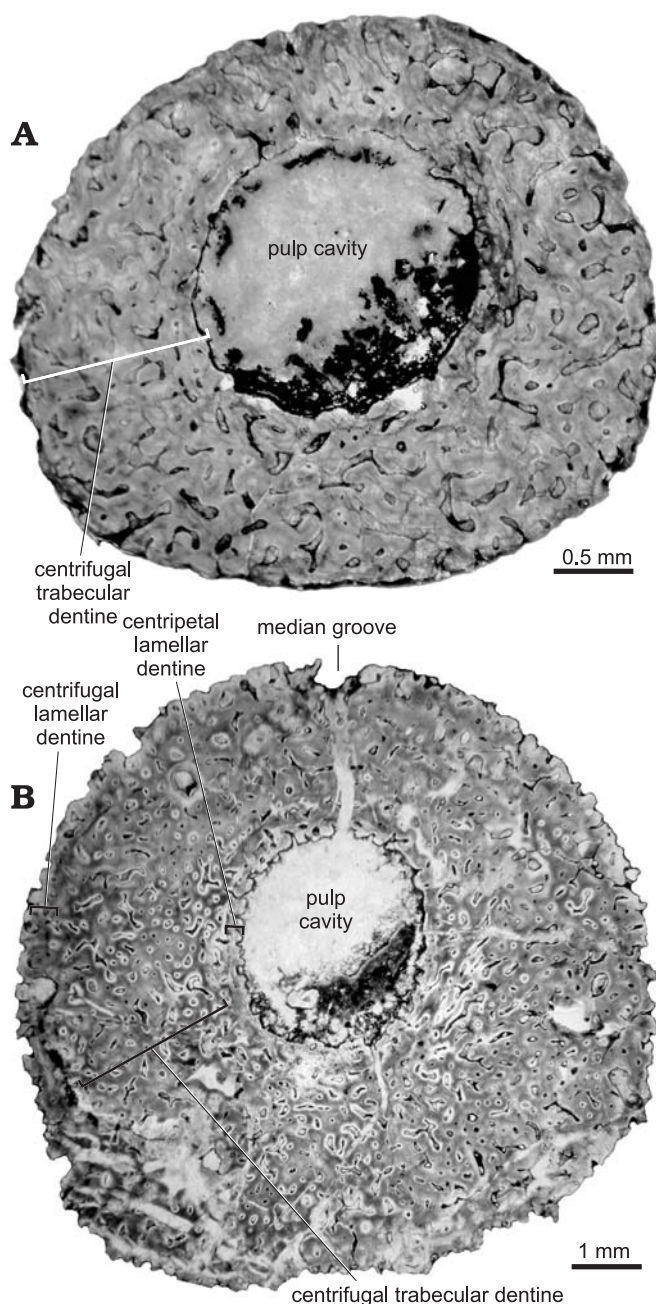 A
pulp cavity
centrifugal
trabecular
dentine
0.5 mm
centripetal
lamellar
dentine
median groove
centrifugal
lamellar
dentine
B
pulp
cavity
1 mm
centrifugal trabecular dentine